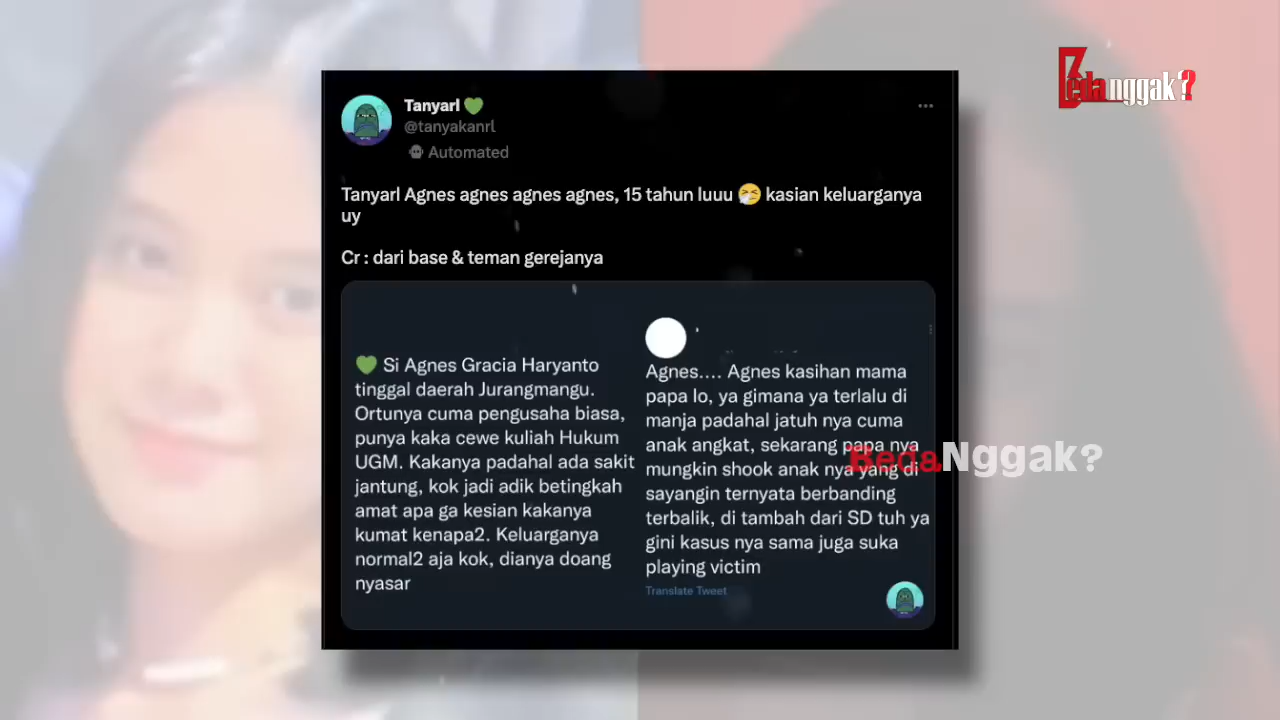 Beda nggak?
Tanyarl 💚
@tanyakanrl
Automated
Tanyarl Agnes agnes agnes agnes, 15 tahun luuu 🤧 kasian keluarganya
uy
Cr : dari base & teman gerejanya
💚 Si Agnes Gracia Haryanto
tinggal daerah Jurangmangu.
Ortunya cuma pengusaha biasa,
punya kaka cewe kuliah Hukum
UGM. Kakanya padahal ada sakit
jantung, kok jadi adik betingkah
amat apa ga kesian kakanya
kumat kenapa2. Keluarganya
normal2 aja kok, dianya doang
nyasar
Agnes.... Agnes kasihan mama
papa lo, ya gimana ya terlalu di
manja padahal jatuh nya cuma
anak angkat, sekarang papa nya
mungkin shook anak nya yang di
sayangin ternyata berbanding
terbalik, di tambah dari SD tuh ya
gini kasus nya sama juga suka
playing victim
Translate Tweet
BedaNggak?